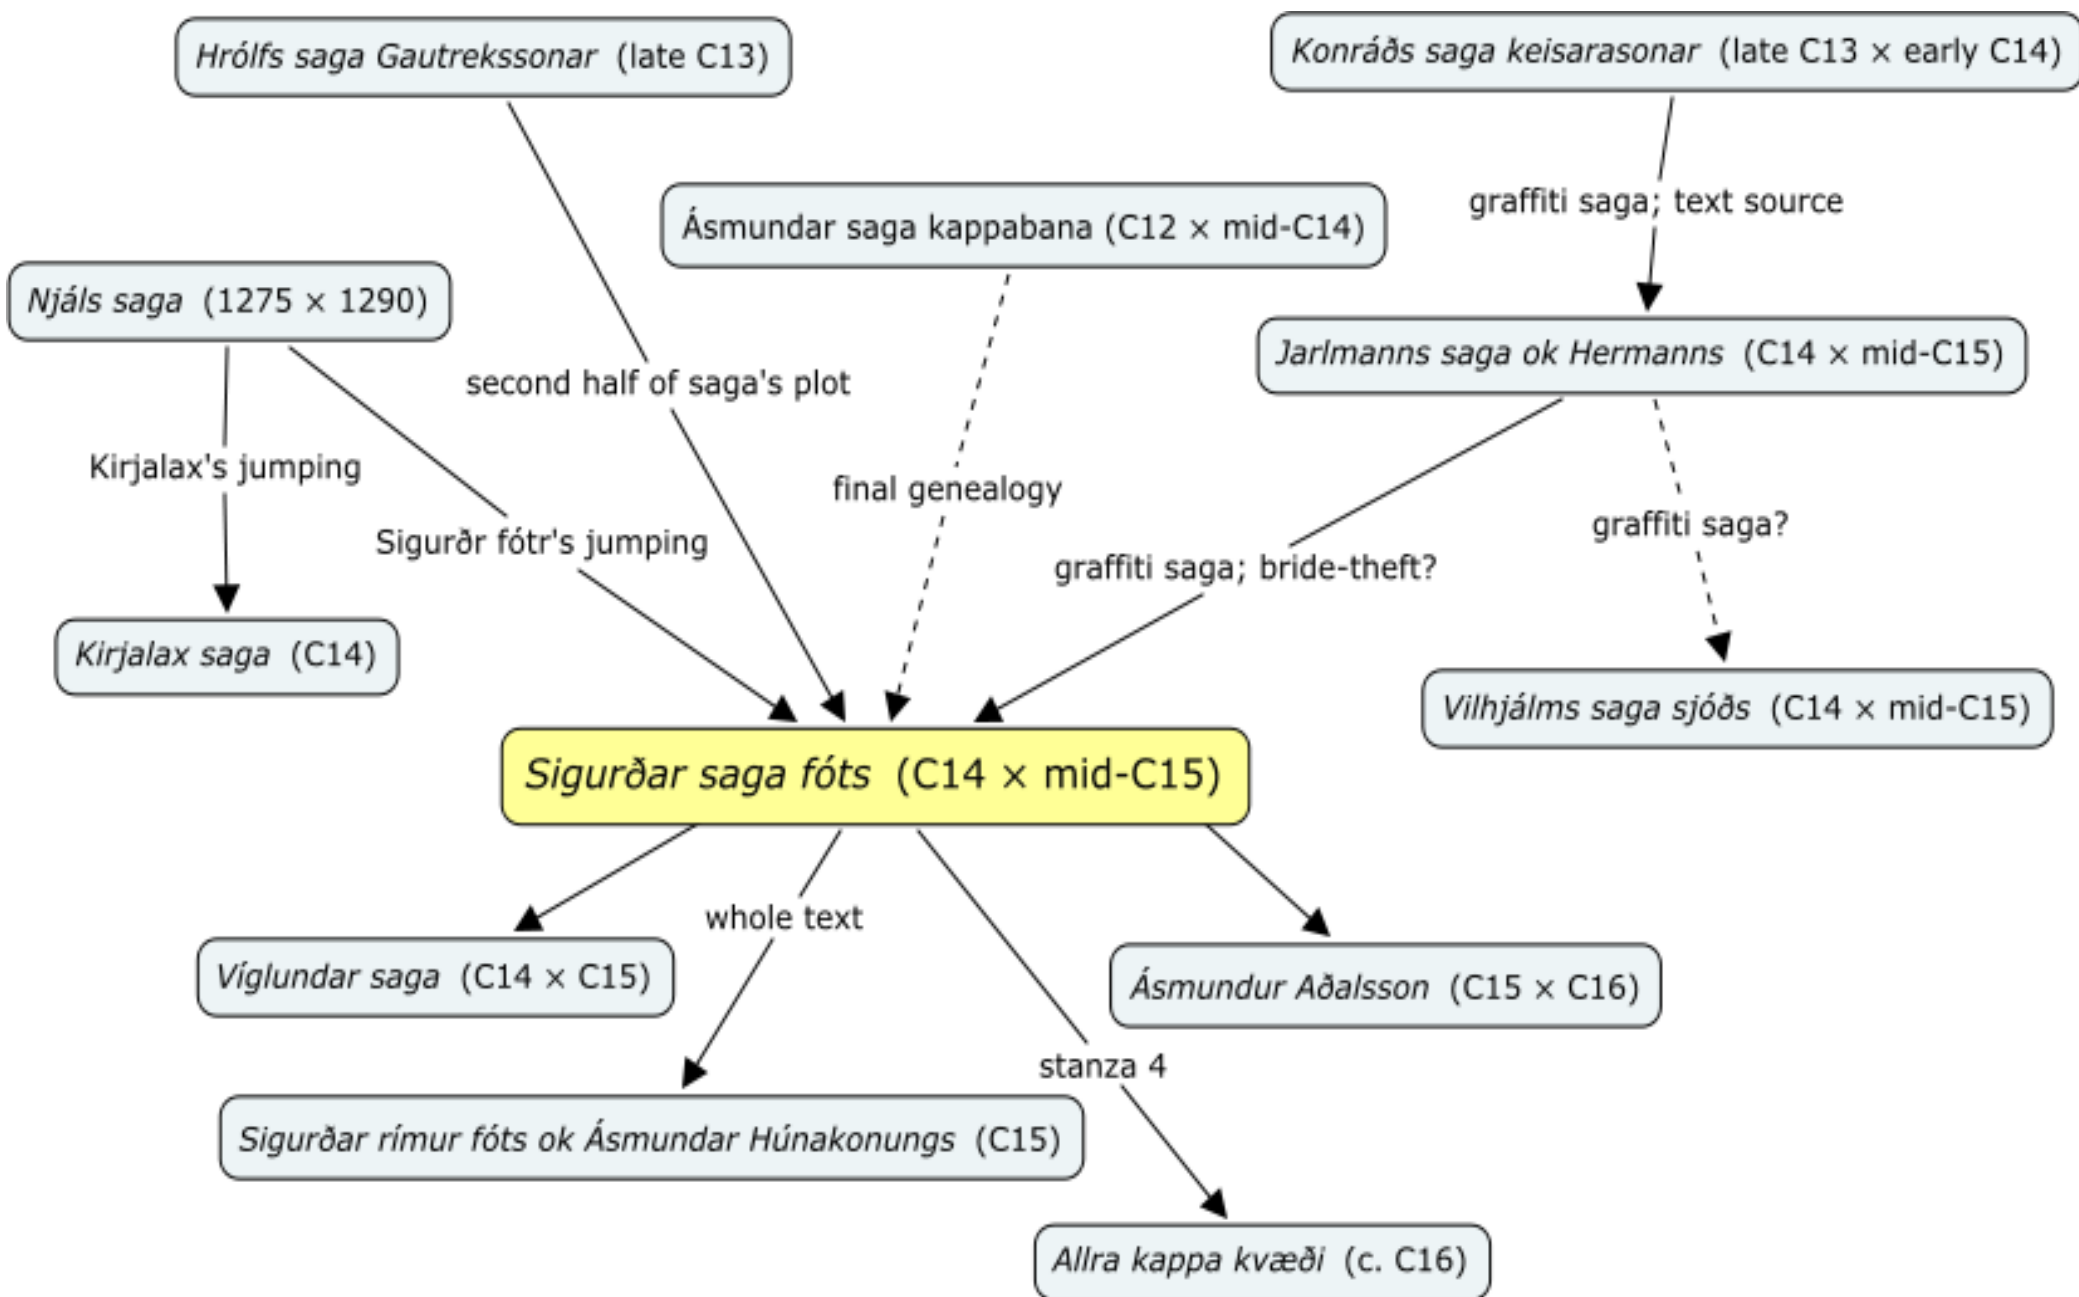 Hrólfs saga Gautrekssonar (late C13)
Konráðs saga keisarasonar (late C13 × early C14)
graffiti saga; text source
Ásmundar saga kappabana (C12 × mid-C14)
Njáls saga (1275 × 1290)
Jarlmanns saga ok Hermanns (C14 × mid-C15)
second half of saga's plot
Kirjalax's jumping
final genealogy
graffiti saga?
Sigurðr fótr's jumping
graffiti saga; bride-theft?
Kirjalax saga (C14)
Vilhjálms saga sjóðs (C14 × mid-C15)
Sigurðar saga fóts (C14 × mid-C15)
whole text
Víglundar saga (C14 × C15)
Ásmundur Aðalsson (C15 × C16)
stanza 4
Sigurðar rímur fóts ok Ásmundar Húnakonungs (C15)
Allra kappa kvæði (c. C16)